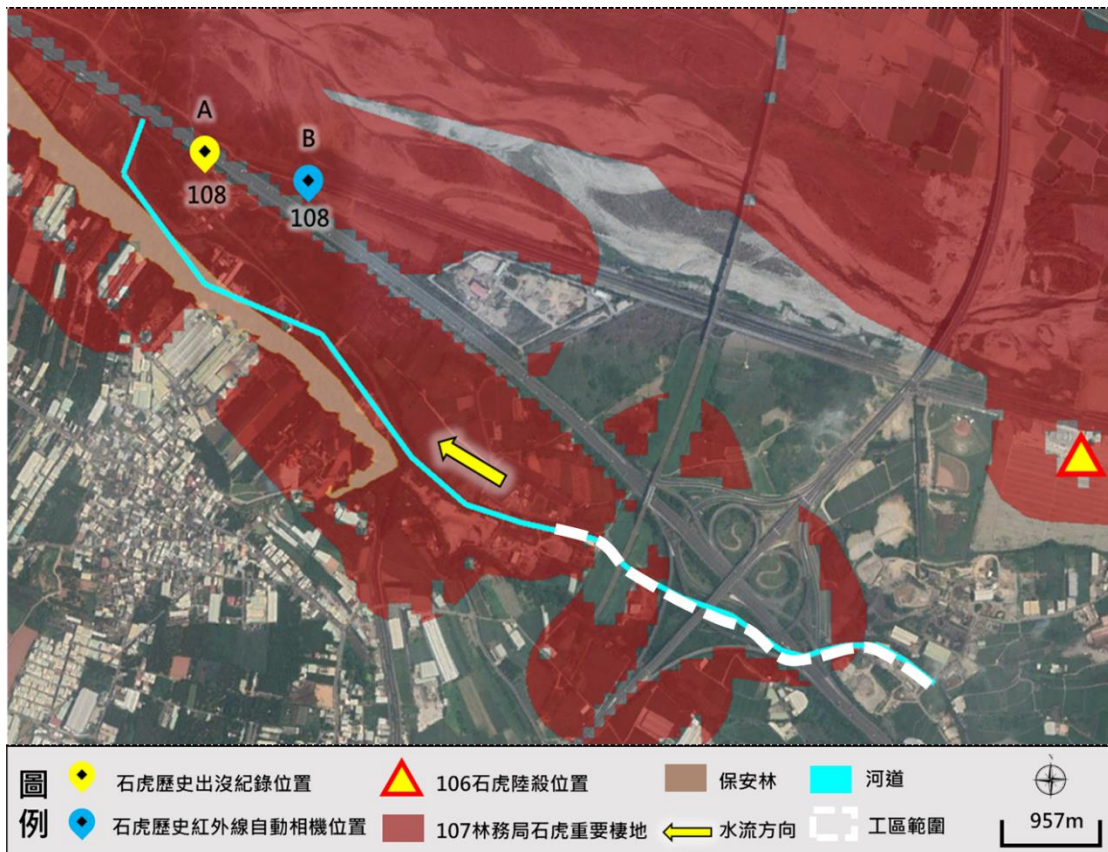 A
108
B
108
圖例
石虎歷史出沒紀錄位置
106石虎陸殺位置
保安林
河道
石虎歷史紅外線自動相機位置
107林務局石虎重要棲地
水流方向
工區範圍
957m